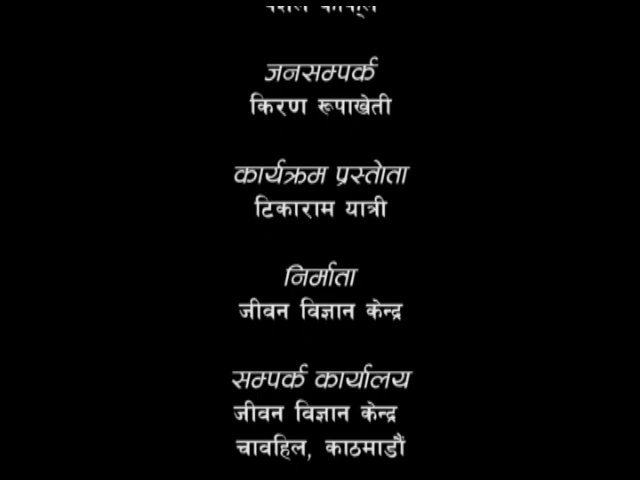 जनसम्पर्क
किरण रूपाखेती
कार्यक्रम प्रस्तोता
टिकाराम यात्री
निर्माता
जीवन विज्ञान केन्द्र
सम्पर्क कार्यालय
जीवन विज्ञान केन्द्र
चावहिल, काठमाडौं